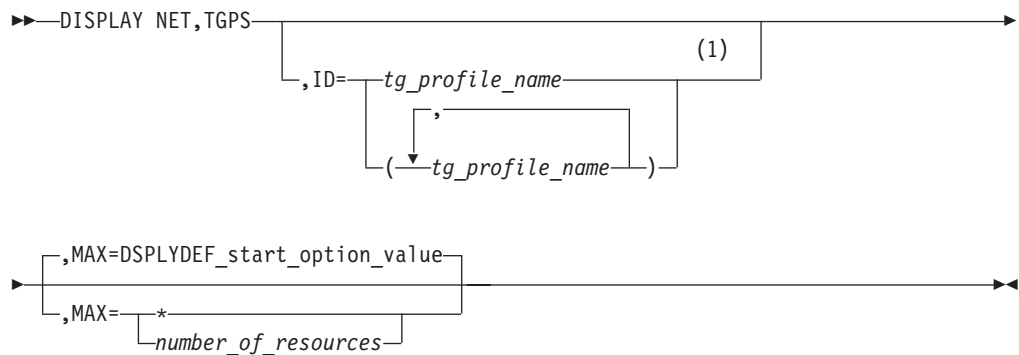 DISPLAY NET,TGPS
(1)
,ID= tg_profile_name
,
( tg_profile_name )
,MAX=DSPLYDEF_start_option_value
,MAX= *
number_of_resources